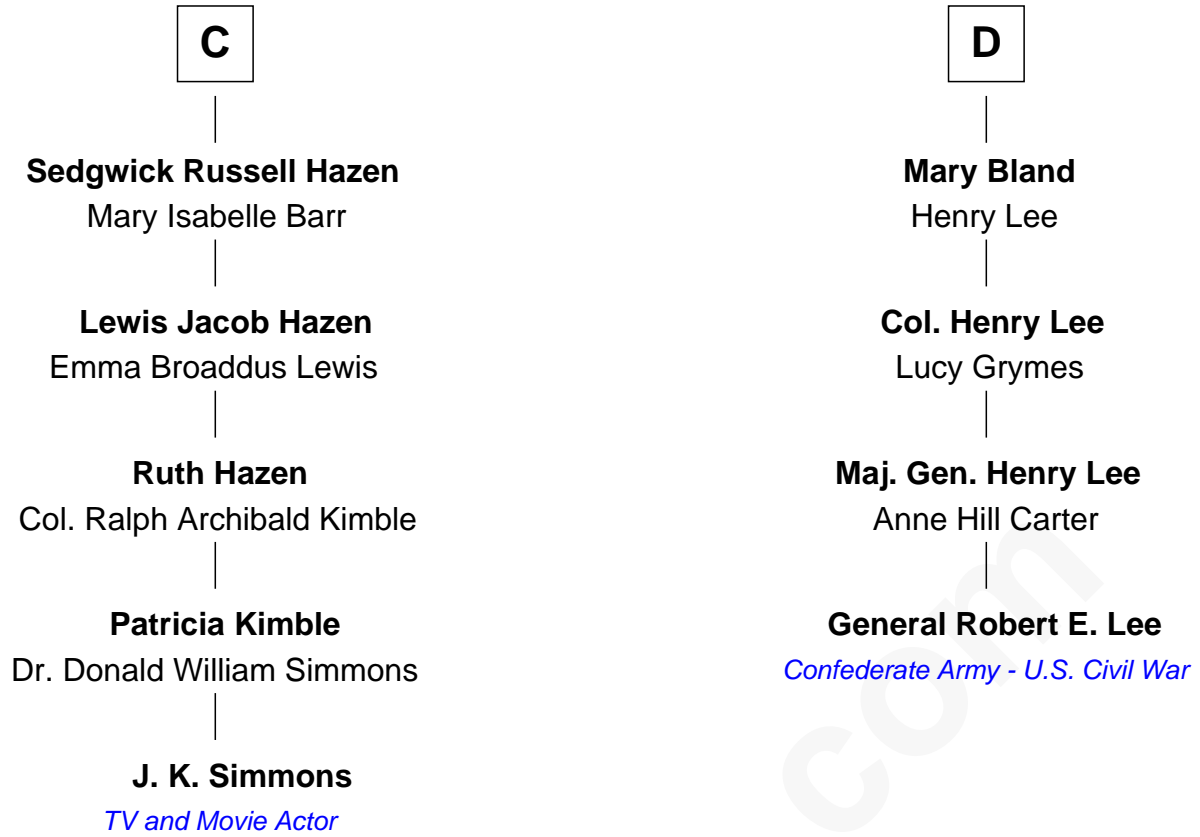 C
Sedgwick Russell Hazen
Mary Isabelle Barr
Lewis Jacob Hazen
Emma Broaddus Lewis
Ruth Hazen
Col. Ralph Archibald Kimble
Patricia Kimble
Dr. Donald William Simmons
J. K. Simmons
TV and Movie Actor
D
Mary Bland
Henry Lee
Col. Henry Lee
Lucy Grymes
Maj. Gen. Henry Lee
Anne Hill Carter
General Robert E. Lee
Confederate Army - U.S. Civil War
com